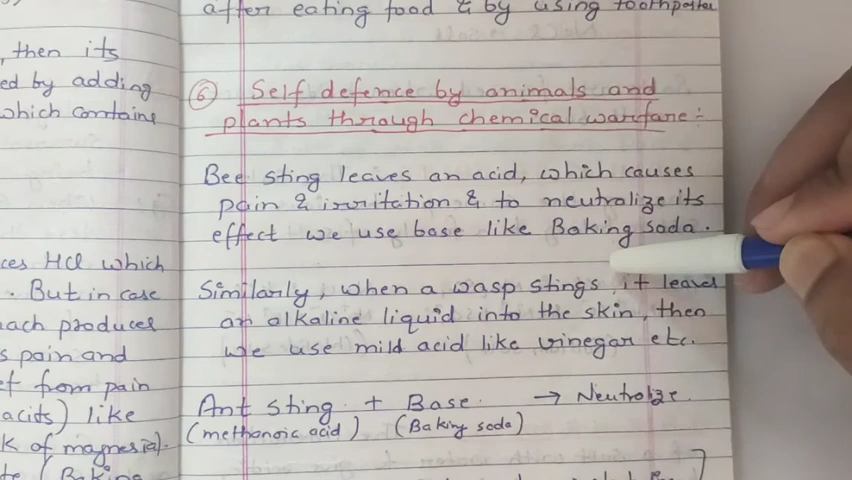 after eating food & by using toothpaste
, then its
ed by adding
which contains
ces HCl which
. But in case
ach produces
s pain and
ef from pain
acids) like
k of magnesia).
te (Baking
⑥ Self defence by animals and
plants through chemical warfare:-
Bee sting leaves an acid, which causes
pain & irritation & to neutralize its
effect we use base like Baking soda.
Similarly, when a wasp stings, it leaves
an alkaline liquid into the skin, then
we use mild acid like vinegar etc.
Ant sting + Base → Neutralize.
(methanoic acid) (Baking soda)